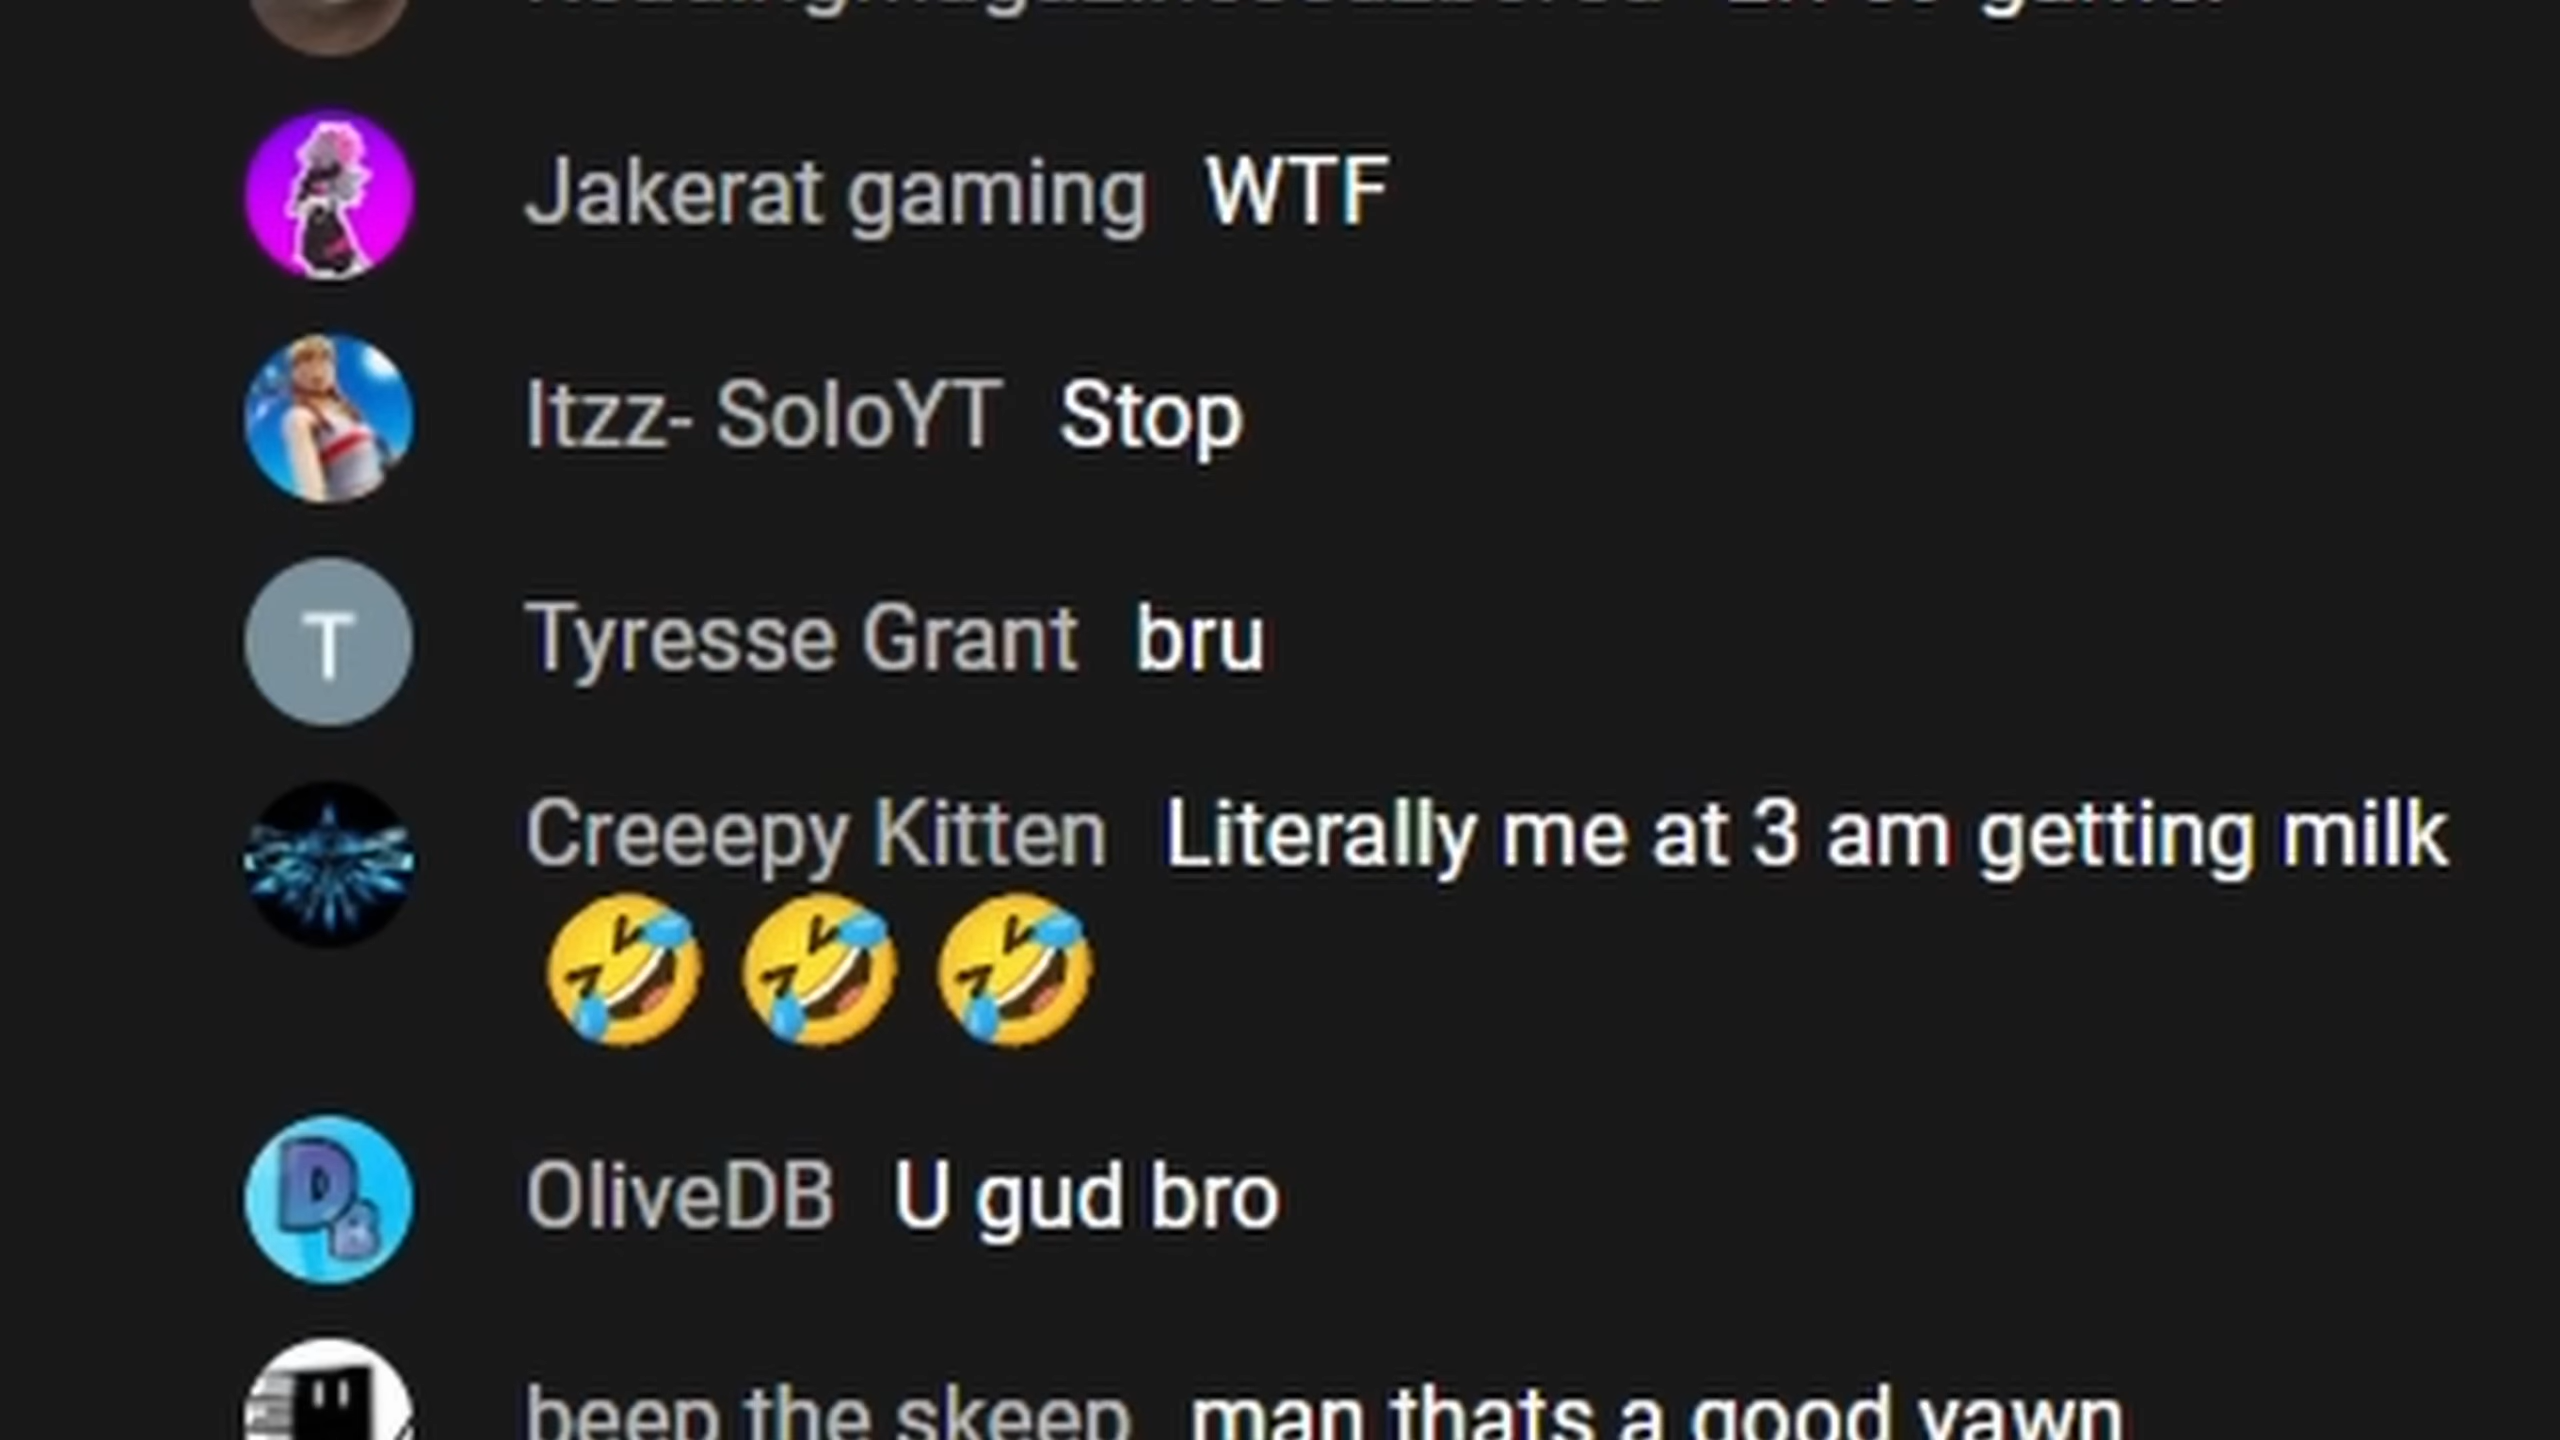 Jakerat gaming WTF
Itzz- SoloYT Stop
T
Tyresse Grant bru
Creeepy Kitten Literally me at 3 am getting milk
🤣🤣🤣
DB
OliveDB U gud bro
beep the skeep man thats a good yawn